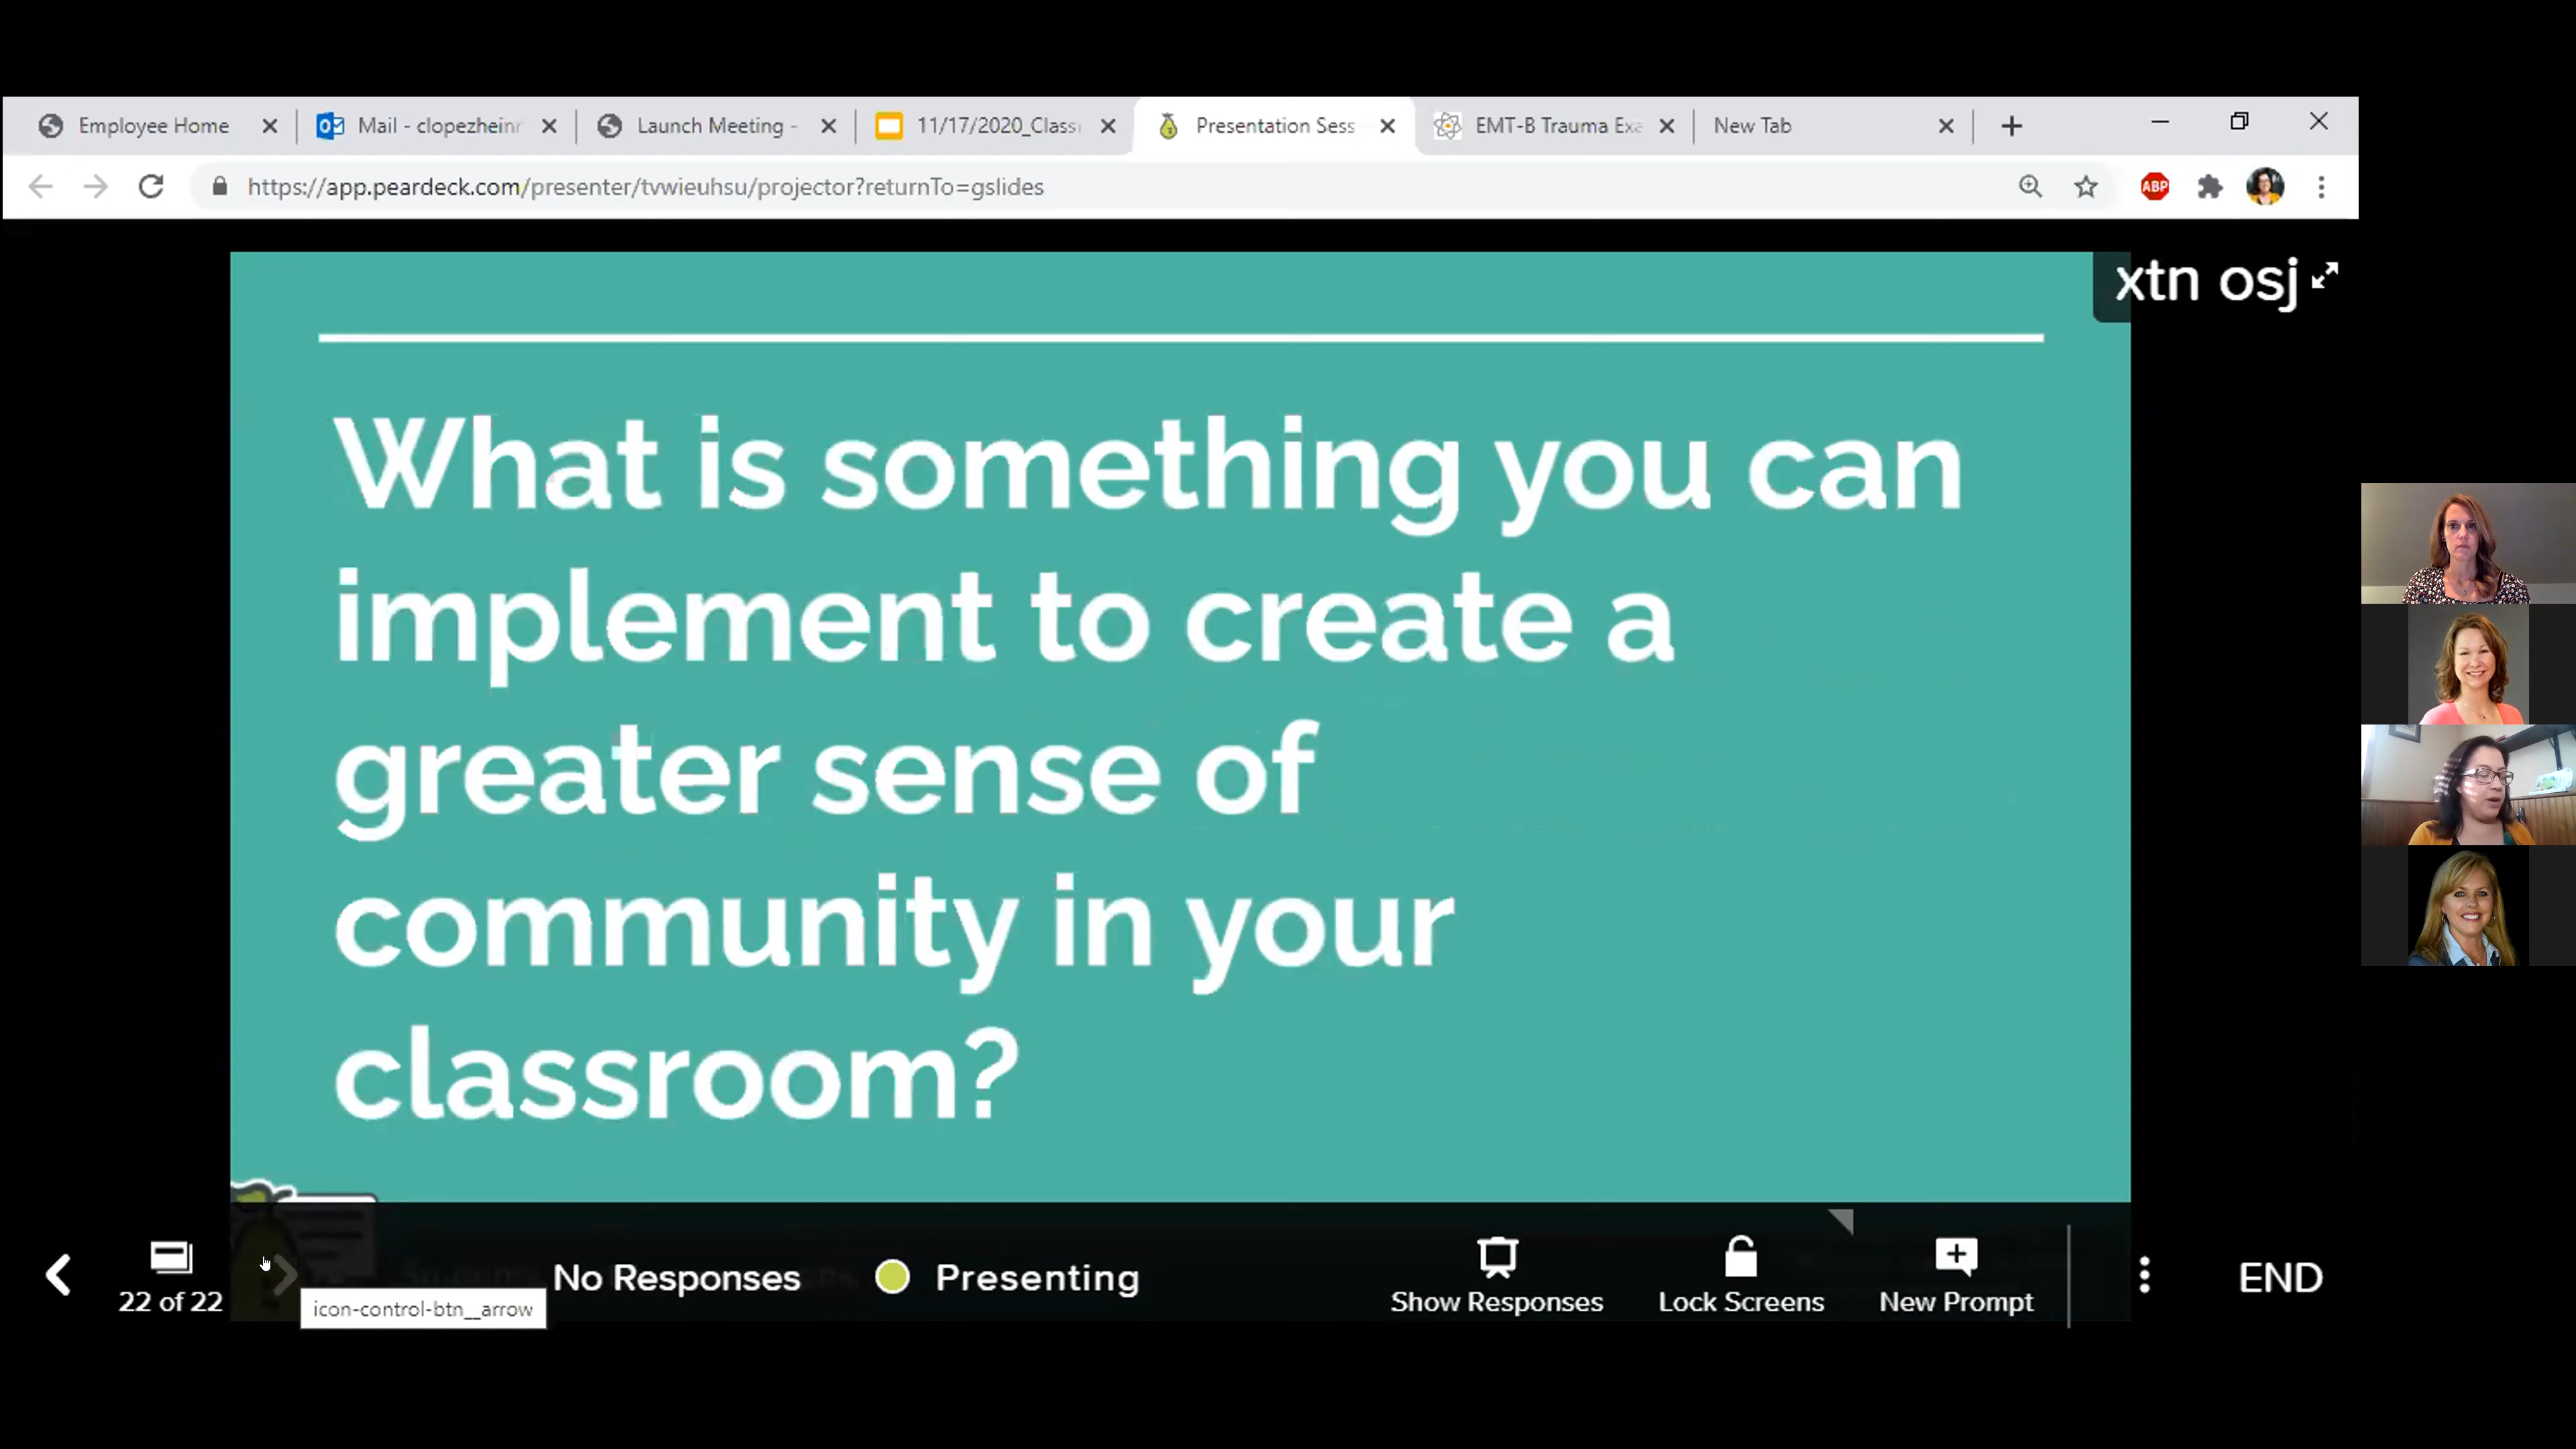 Employee Home
Mail - clopezhein
Launch Meeting -
11/17/2020_Class
Presentation Sess
EMT-B Trauma Exa
New Tab
https://app.peardeck.com/presenter/tvwieuhsu/projector?returnTo=gslides
ABP
xtn osj
What is something you can
implement to create a
greater sense of
community in your
classroom?
22 of 22
icon-control-btn__arrow
No Responses
Presenting
Show Responses
Lock Screens
New Prompt
END